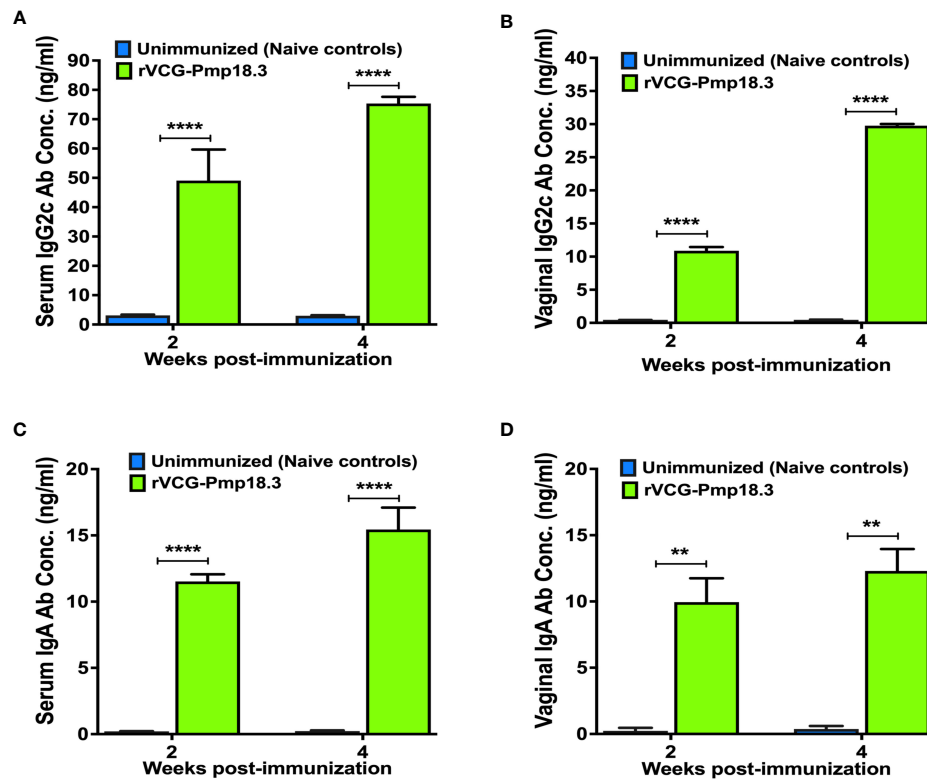 A
Unimmunized (Naive controls)
rVCG-Pmp18.3
Serum IgG2c Ab Conc. (ng/ml)
90
80
70
60
50
40
30
20
10
0
****
****
2
4
Weeks post-immunization
B
Unimmunized (Naive controls)
rVCG-Pmp18.3
Vaginal IgG2c Ab Conc. (ng/ml)
40
35
30
25
20
15
10
5
0
****
****
2
4
Weeks post-immunization
C
Unimmunized (Naive controls)
rVCG-Pmp18.3
Serum IgA Ab Conc. (ng/ml)
20
15
10
5
0
****
****
2
4
Weeks post-immunization
D
Unimmunized (Naive controls)
rVCG-Pmp18.3
Vaginal IgA Ab Conc. (ng/ml)
20
15
10
5
0
**
**
2
4
Weeks post-immunization